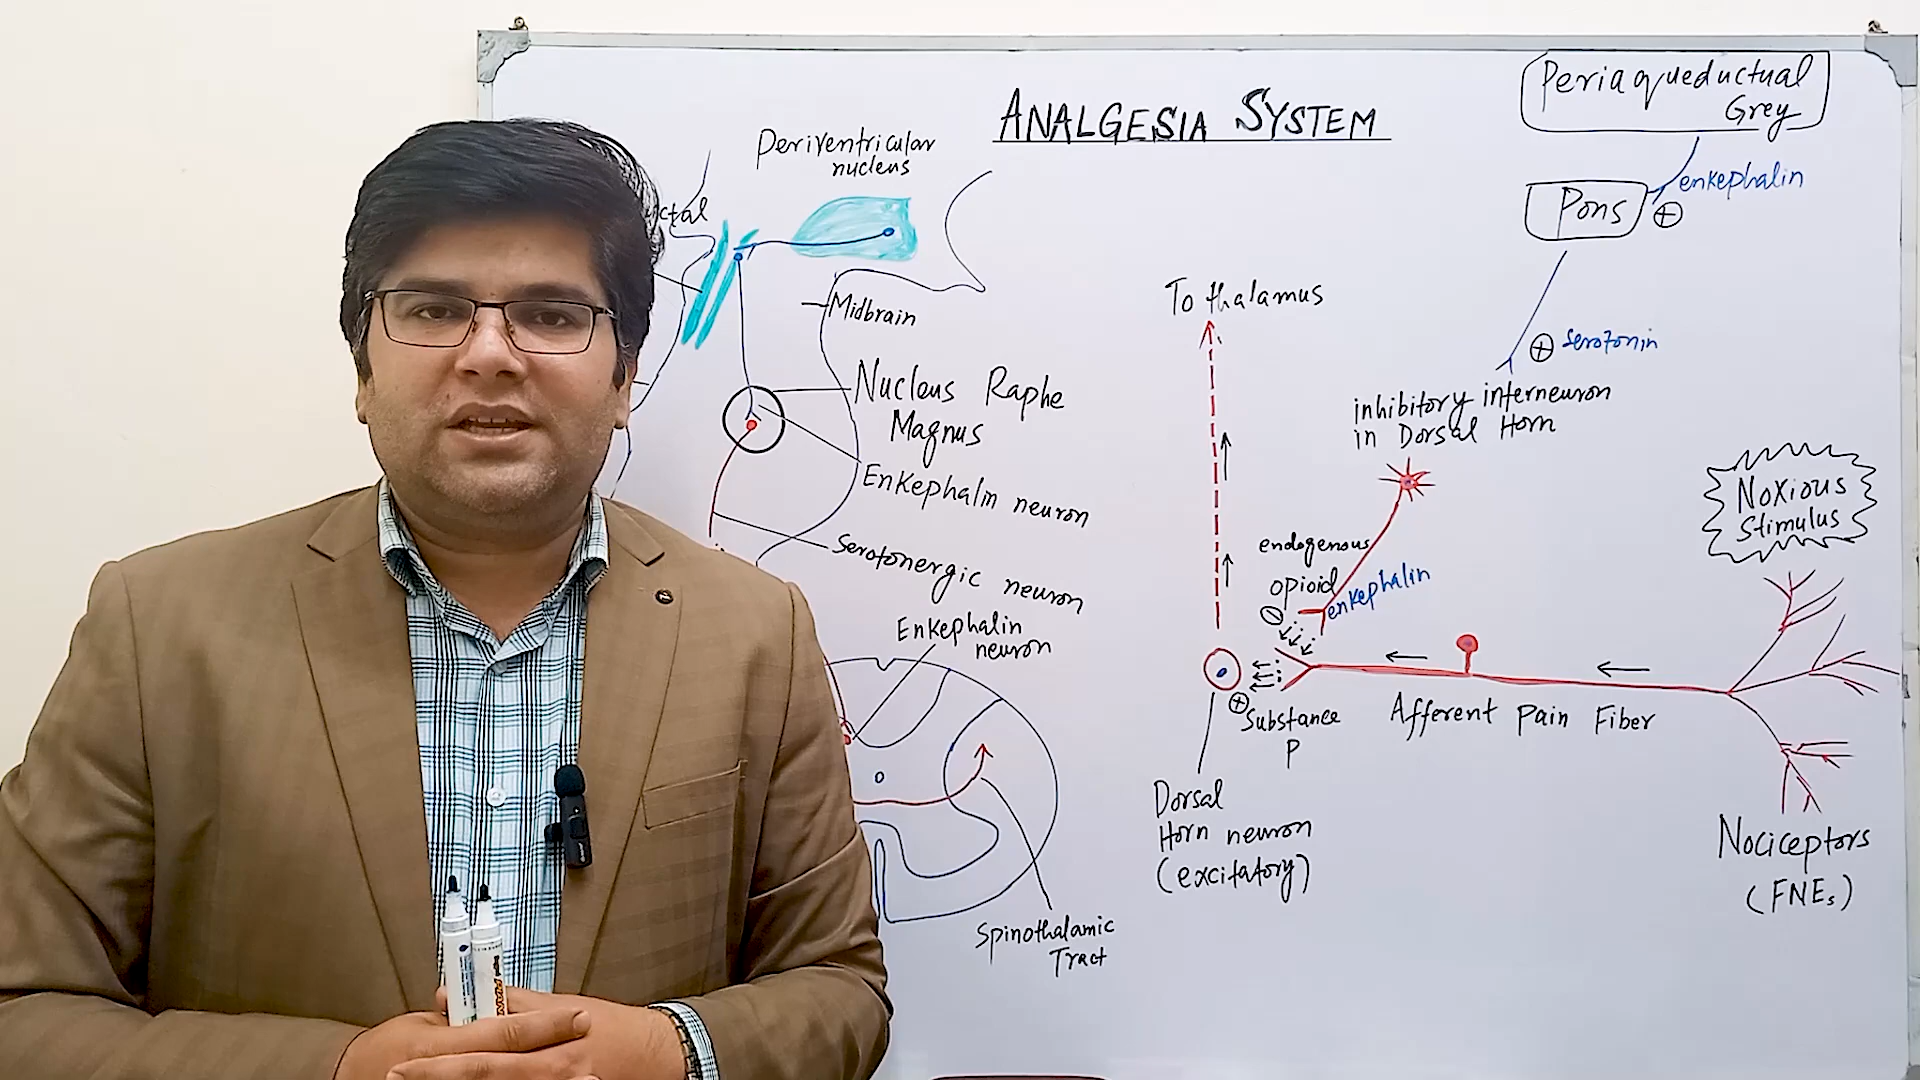 ANALGESIA SYSTEM
Periaqueductual
Grey
enkephalin
Pons
+
serotonin
+
inhibitory interneuron
in Dorsal Horn
Noxious
Stimulus
Periventricular
nucleus
Midbrain
Nucleus Raphe
Magnus
Enkephalin neuron
Serotonergic neuron
Enkephalin
neuron
Spinothalamic
Tract
To thalamus
endogenous
opioid
enkephalin
Substance
P
+
Afferent Pain Fiber
Dorsal
Horn neuron
(excitatory)
Nociceptors
(FNEs)